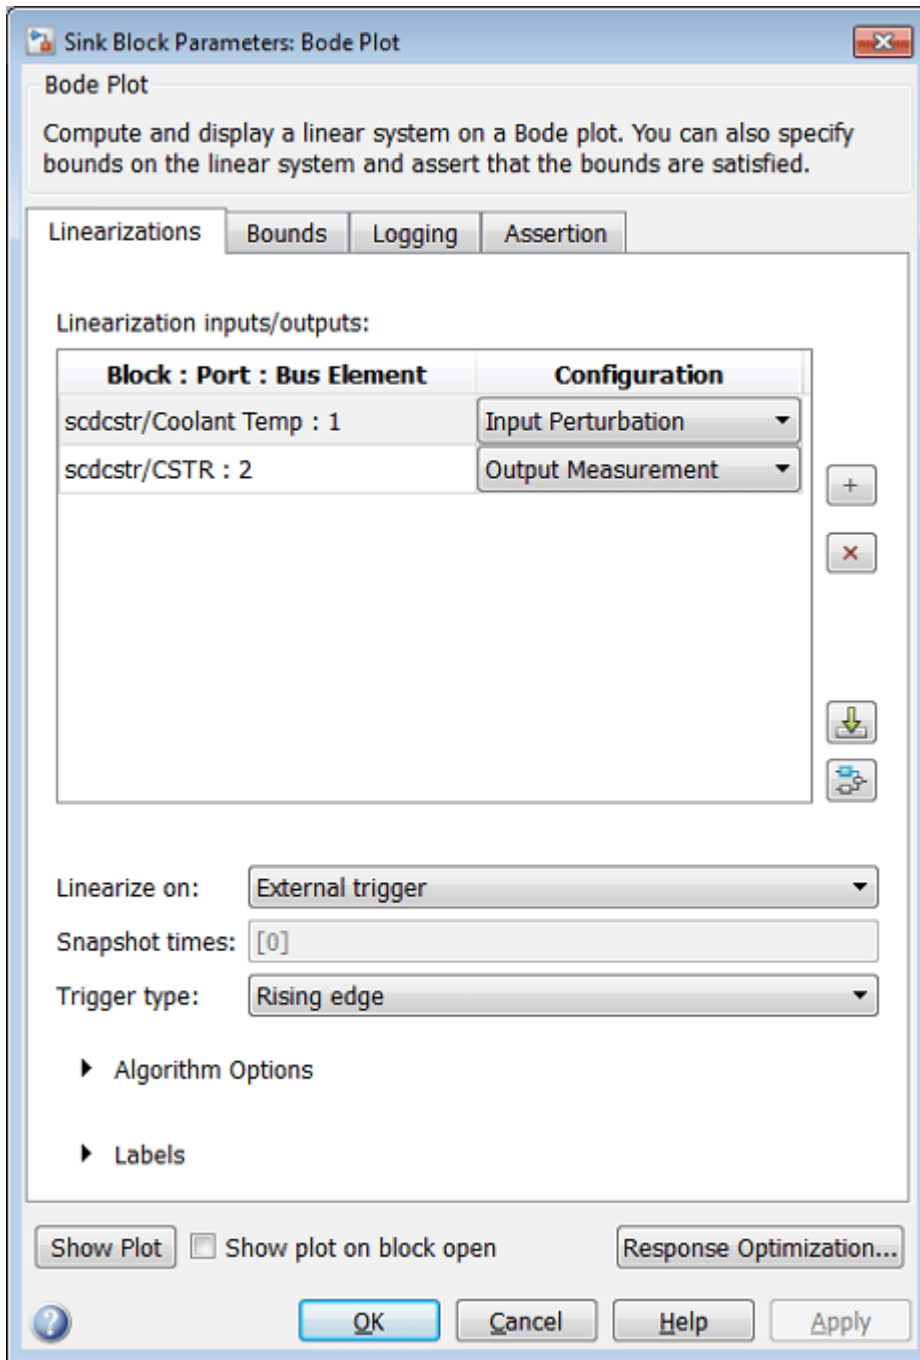 Sink Block Parameters: Bode Plot
Bode Plot
Compute and display a linear system on a Bode plot. You can also specify
bounds on the linear system and assert that the bounds are satisfied.
Linearizations Bounds Logging Assertion
Linearization inputs/outputs:
Block : Port : Bus Element Configuration
scdcstr/Coolant Temp : 1 Input Perturbation
scdcstr/CSTR : 2 Output Measurement
Linearize on: External trigger
Snapshot times: [0]
Trigger type: Rising edge
Algorithm Options
Labels
Show Plot Show plot on block open Response Optimization...
OK Cancel Help Apply